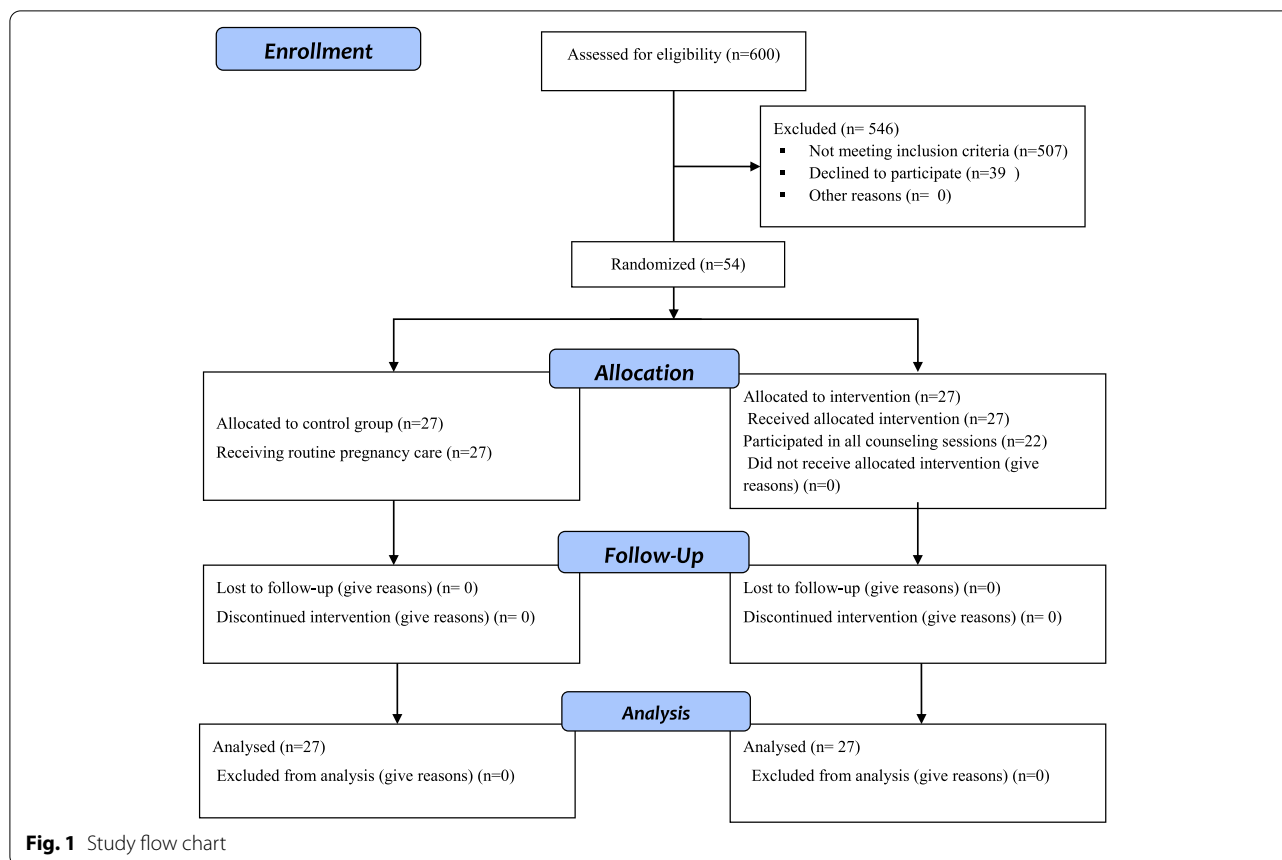 Enrollment
Assessed for eligibility (n=600)
Excluded (n= 546)
▪ Not meeting inclusion criteria (n=507)
▪ Declined to participate (n=39 )
▪ Other reasons (n= 0)
Randomized (n=54)
Allocation
Allocated to control group (n=27)
Receiving routine pregnancy care (n=27)
Allocated to intervention (n=27)
Received allocated intervention (n=27)
Participated in all counseling sessions (n=22)
Did not receive allocated intervention (give
reasons) (n=0)
Follow-Up
Lost to follow-up (give reasons) (n= 0)
Discontinued intervention (give reasons) (n= 0)
Lost to follow-up (give reasons) (n=0)
Discontinued intervention (give reasons) (n= 0)
Analysis
Analysed (n=27)
Excluded from analysis (give reasons) (n=0)
Analysed (n= 27)
Excluded from analysis (give reasons) (n=0)
Fig. 1 Study flow chart